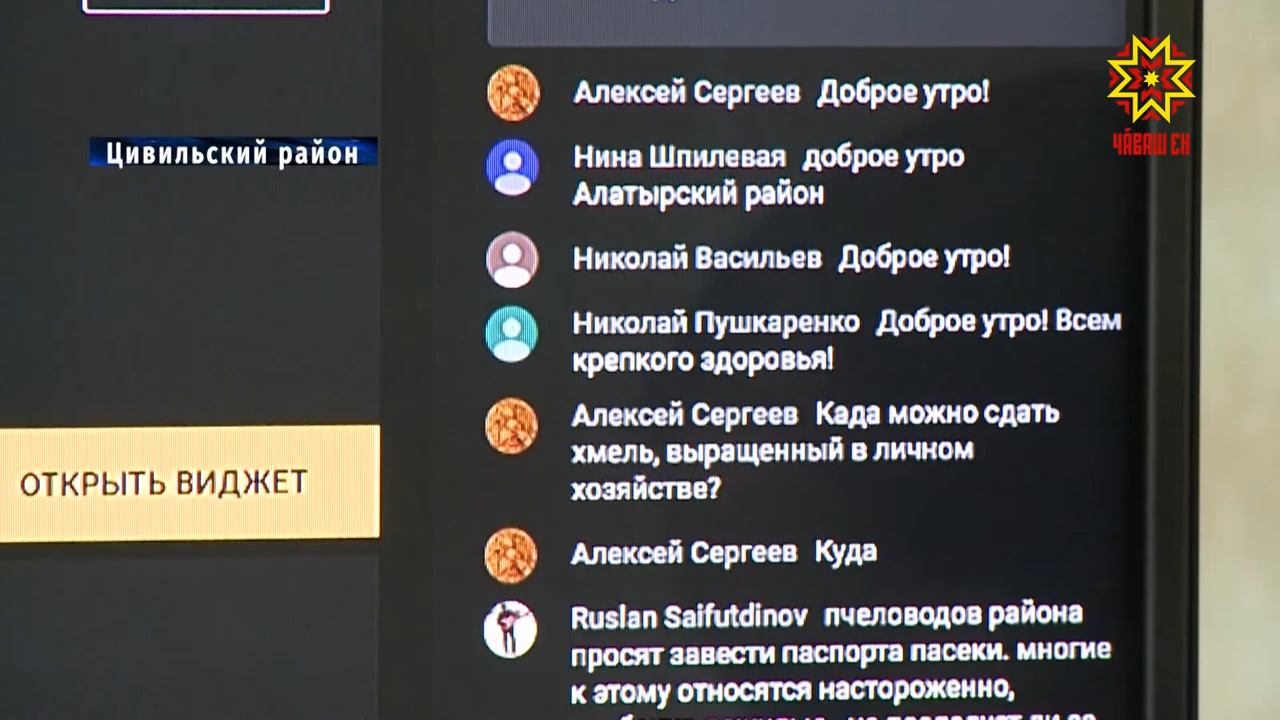 Алексей Сергеев Доброе утро!
ЧӐВАШ ЕН
Цивильский район
Нина Шпилевая доброе утро
Алатырский район
Николай Васильев Доброе утро!
Николай Пушкаренко Доброе утро! Всем
крепкого здоровья!
Алексей Сергеев Када можно сдать
хмель, выращенный в личном
хозяйстве?
ОТКРЫТЬ ВИДЖЕТ
Алексей Сергеев Куда
Ruslan Saifutdinov пчеловодов района
просят завести паспорта пасеки. многие
к этому относятся настороженно,